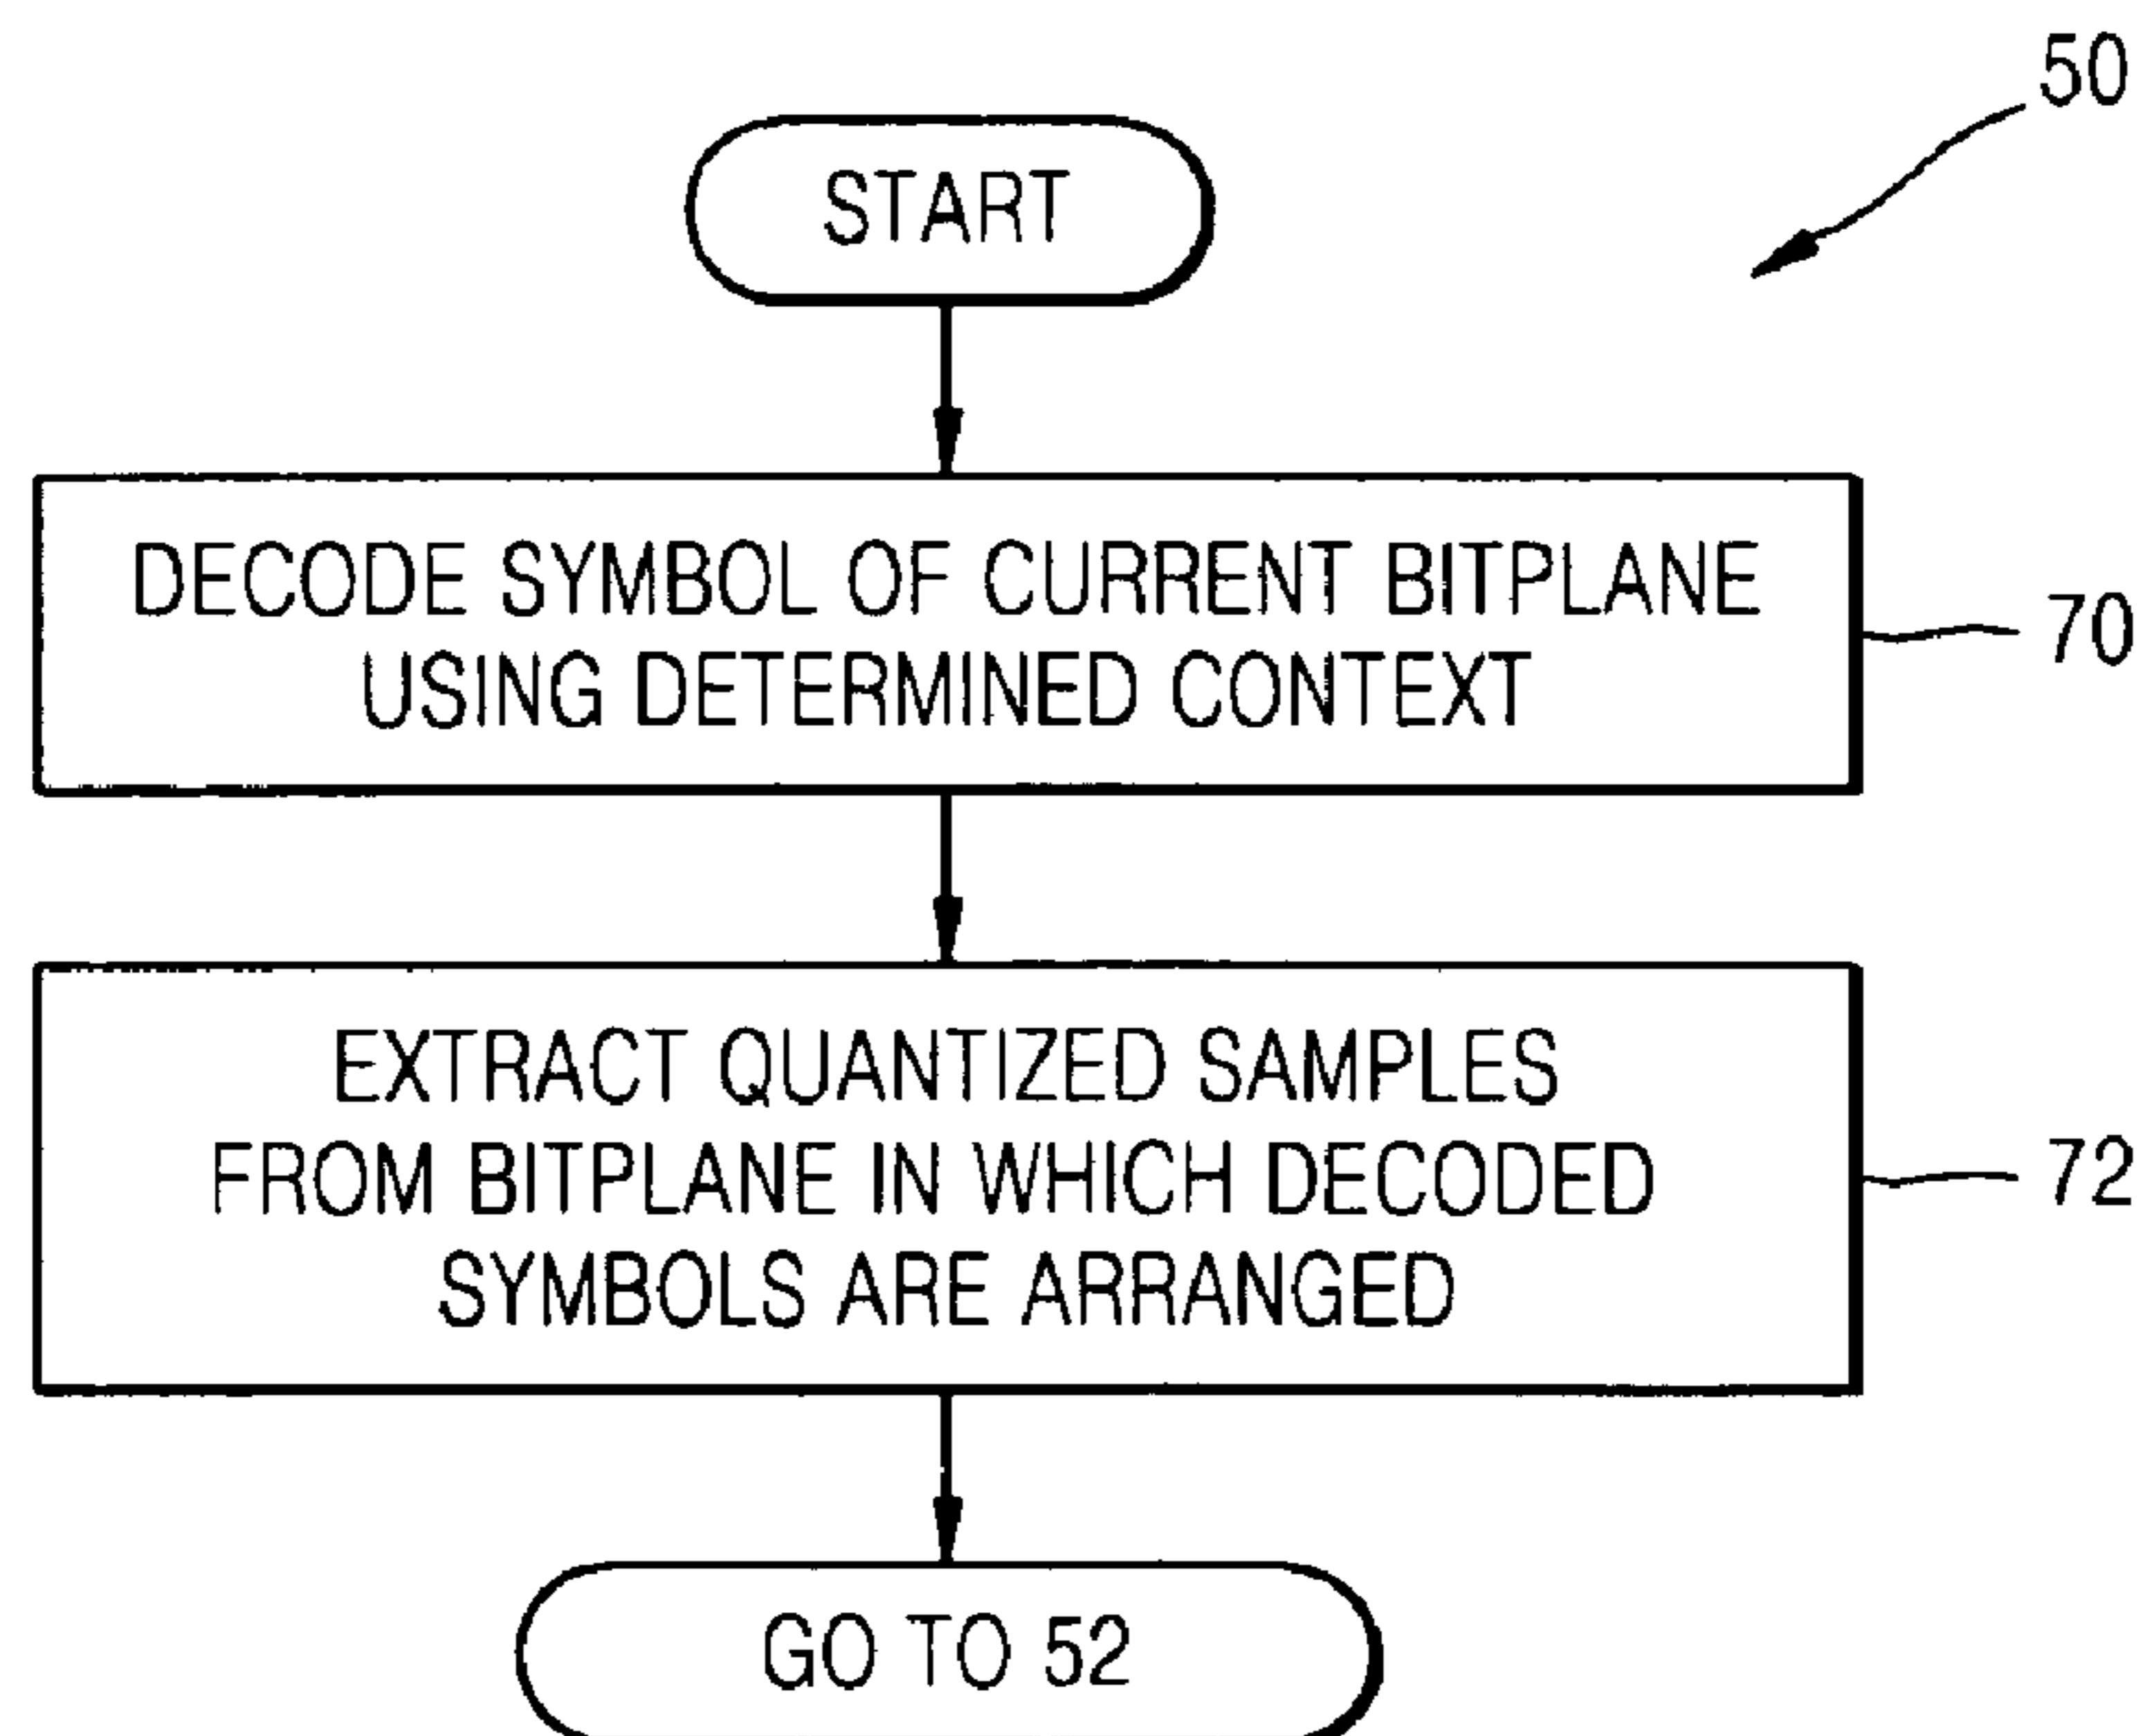 50
START
DECODE SYMBOL OF CURRENT BITPLANE
USING DETERMINED CONTEXT
70
EXTRACT QUANTIZED SAMPLES
FROM BITPLANE IN WHICH DECODED
SYMBOLS ARE ARRANGED
72
GO TO 52